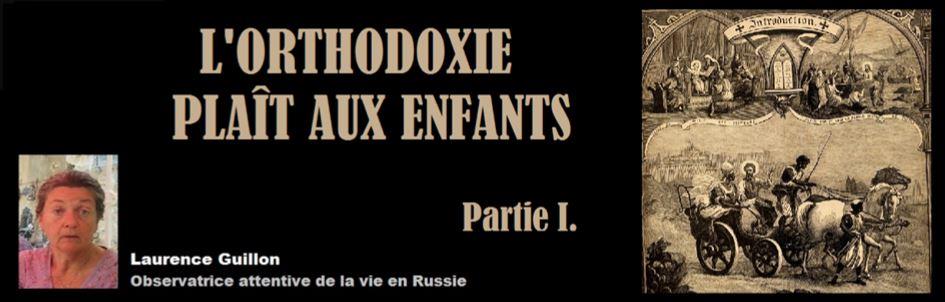 L'ORTHODOXIE
PLAÎT AUX ENFANTS
Partie I.
Laurence Guillon
Observatrice attentive de la vie en Russie
Introduction.